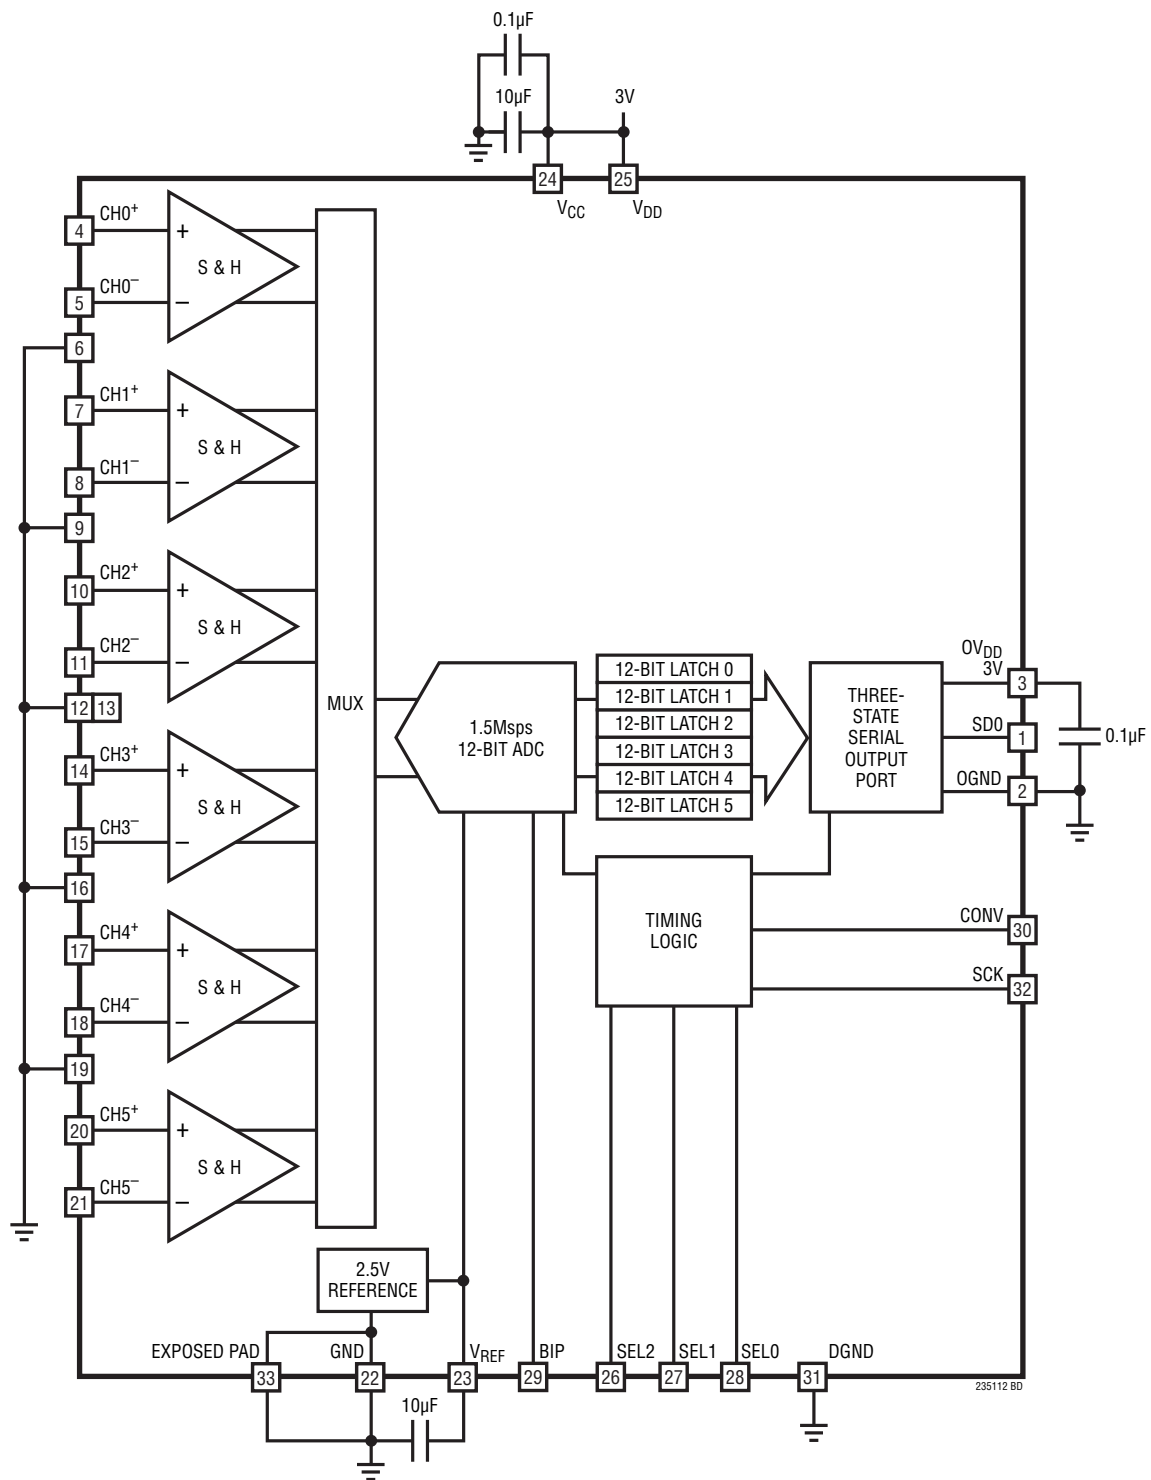 0.1µF
10µF
3V
24
25
VCC
VDD
4
CH0+
+
S & H
5
CH0–
–
6
7
CH1+
+
S & H
8
CH1–
–
9
10
CH2+
+
S & H
11
CH2–
–
12
13
14
CH3+
+
S & H
15
CH3–
–
16
17
CH4+
+
S & H
18
CH4–
–
19
20
CH5+
+
S & H
21
CH5–
–
MUX
1.5Msps
12-BIT ADC
12-BIT LATCH 0
12-BIT LATCH 1
12-BIT LATCH 2
12-BIT LATCH 3
12-BIT LATCH 4
12-BIT LATCH 5
THREE-
STATE
SERIAL
OUTPUT
PORT
OVDD
3V
3
SD0
1
OGND
2
0.1µF
TIMING
LOGIC
CONV
30
SCK
32
2.5V
REFERENCE
EXPOSED PAD
GND
VREF
BIP
SEL2
SEL1
SEL0
DGND
33
22
23
29
26
27
28
31
10µF
235112 BD